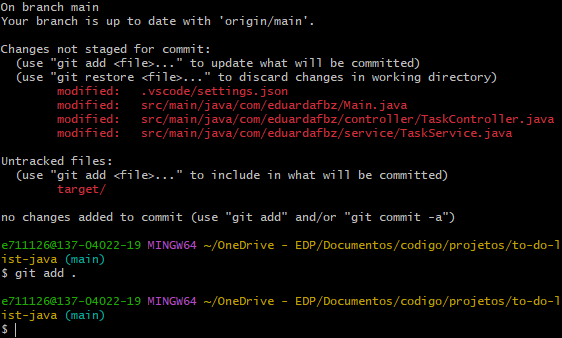 On branch main
Your branch is up to date with 'origin/main'.
Changes not staged for commit:
(use "git add <file>..." to update what will be committed)
(use "git restore <file>..." to discard changes in working directory)
modified: .vscode/settings.json
modified: src/main/java/com/eduardafbz/Main.java
modified: src/main/java/com/eduardafbz/controller/TaskController.java
modified: src/main/java/com/eduardafbz/service/TaskService.java
Untracked files:
(use "git add <file>..." to include in what will be committed)
target/
no changes added to commit (use "git add" and/or "git commit -a")
e711126@137-04022-19 MINGW64 ~/OneDrive - EDP/Documentos/codigo/projetos/to-do-l
ist-java (main)
$ git add .
e711126@137-04022-19 MINGW64 ~/OneDrive - EDP/Documentos/codigo/projetos/to-do-l
ist-java (main)
$